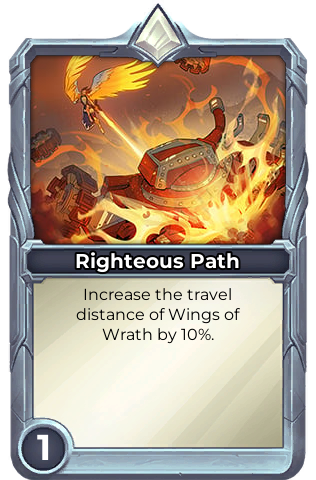 Righteous Path
Increase the travel
distance of Wings of
Wrath by 10%.
1